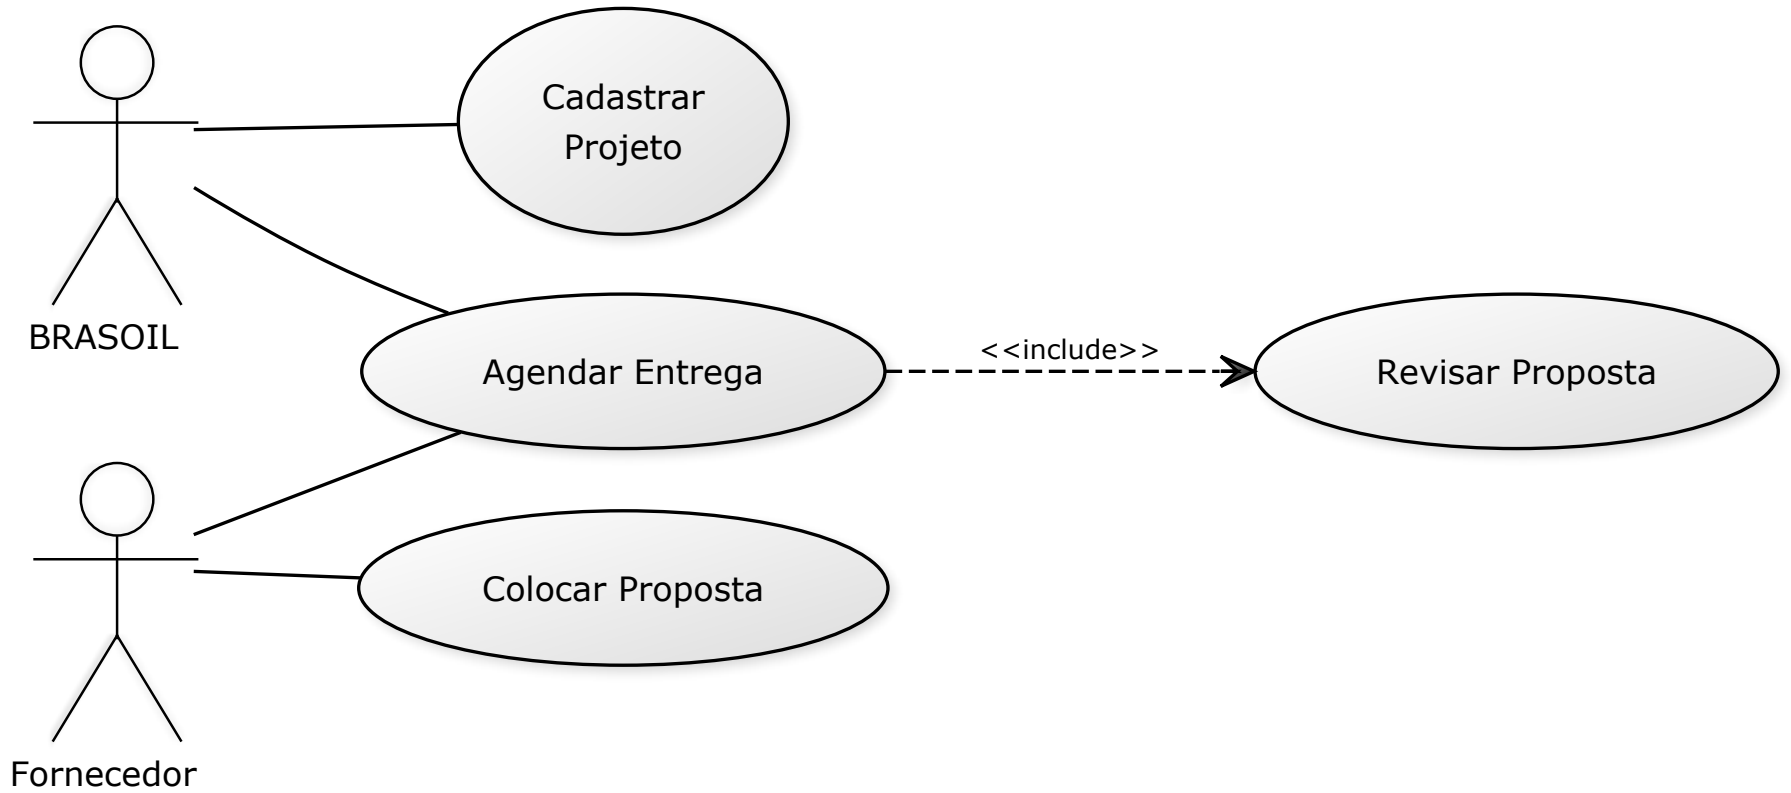 Cadastrar
Projeto
BRASOIL
Agendar Entrega
<<include>>
Revisar Proposta
Colocar Proposta
Fornecedor